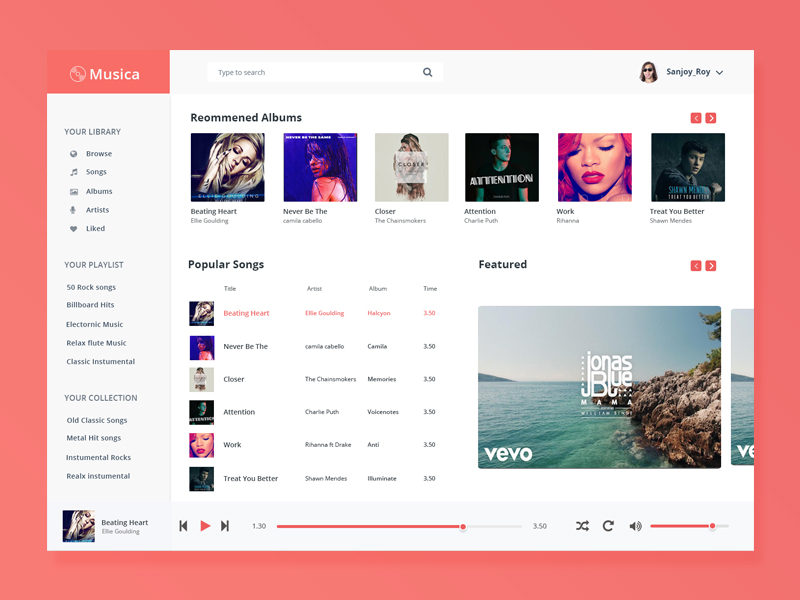 Musica
Type to search
Sanjoy_Roy
YOUR LIBRARY
Browse
Songs
Albums
Artists
Liked
YOUR PLAYLIST
50 Rock songs
Billboard Hits
Electornic Music
Relax flute Music
Classic Instumental
YOUR COLLECTION
Old Classic Songs
Metal Hit songs
Instumental Rocks
Realx instumental
Reommened Albums
NEVER BE THE SAME
CLOSER
ATTENTION
SHAWN MENDES
TREAT YOU BETTER
Beating Heart
Ellie Goulding
Never Be The
camila cabello
Closer
The Chainsmokers
Attention
Charlie Puth
Work
Rihanna
Treat You Better
Shawn Mendes
Popular Songs
Title Artist Album Time
Beating Heart Ellie Goulding Halcyon 3.50
Never Be The camila cabello Camila 3.50
Closer The Chainsmokers Memories 3.50
Attention Charlie Puth Voicenotes 3.50
Work Rihanna ft Drake Anti 3.50
Treat You Better Shawn Mendes Illuminate 3.50
Featured
jonas
Blue
MAMA
WILLIAM SINGE
vevo
ve
Beating Heart
Ellie Goulding
1.30
3.50